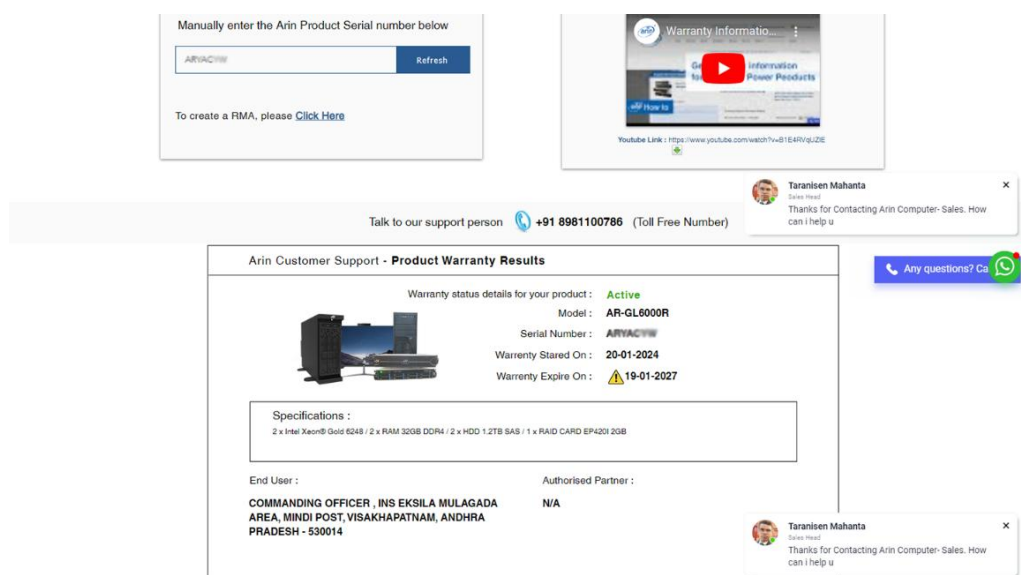 Manually enter the Arin Product Serial number below
Refresh
To create a RMA, please Click Here
arin
Warranty Informatio...
information
Power Peoducts
How to
Youtube Link : https://www.youtube.com/watch?v=B1E4RVqUZiE
Taranisen Mahanta
Sales Head
Thanks for Contacting Arin Computer- Sales. How
can i help u
Talk to our support person +91 8981100786 (Toll Free Number)
Any questions? Ca
Arin Customer Support - Product Warranty Results
Warranty status details for your product : Active
Model : AR-GL6000R
Serial Number :
Warrenty Stared On : 20-01-2024
Warrenty Expire On : 19-01-2027
Specifications :
2 x Intel Xeon® Gold 6248 / 2 x RAM 32GB DDR4 / 2 x HDD 1.2TB SAS / 1 x RAID CARD EP420I 2GB
End User :
COMMANDING OFFICER , INS EKSILA MULAGADA
AREA, MINDI POST, VISAKHAPATNAM, ANDHRA
PRADESH - 530014
Authorised Partner :
N/A
Taranisen Mahanta
Sales Head
Thanks for Contacting Arin Computer- Sales. How
can i help u